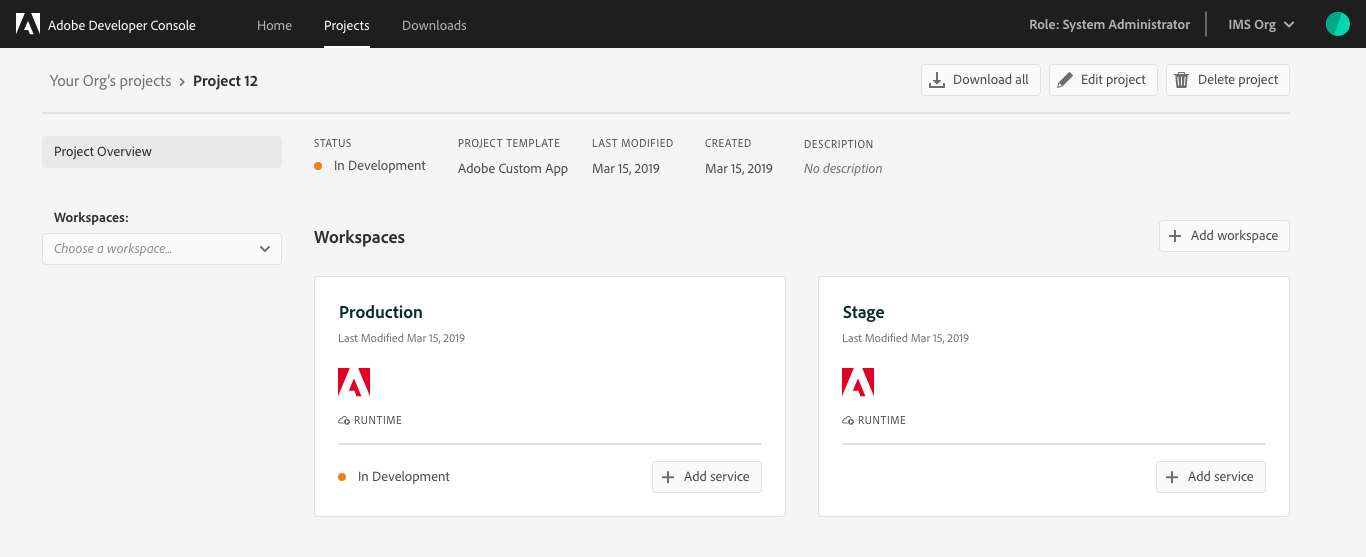 Adobe Developer Console Home Projects Downloads Role: System Administrator IMS Org
Your Org's projects > Project 12 Download all Edit project Delete project
Project Overview
STATUS PROJECT TEMPLATE LAST MODIFIED CREATED DESCRIPTION
In Development Adobe Custom App Mar 15, 2019 Mar 15, 2019 No description
Workspaces:
Choose a workspace...
Workspaces Add workspace
Production
Last Modified Mar 15, 2019
RUNTIME
In Development Add service
Stage
Last Modified Mar 15, 2019
RUNTIME
Add service